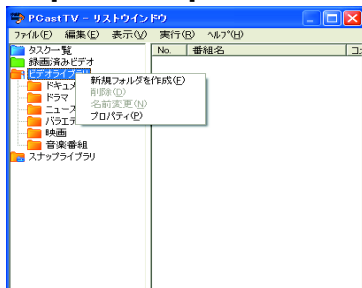 PCastTV - リストウインドウ
ファイル(F) 編集(E) 表示(V) 実行(R) ヘルプ(H)
No. 番組名
タスク一覧
録画済みビデオ
ビデオライブラリ
新規フォルダを作成(F)
削除(D)
名前変更(N)
プロパティ(P)
ドキュメ
ドラマ
ニュース
バラエテ
映画
音楽番組
スナップライブラリ